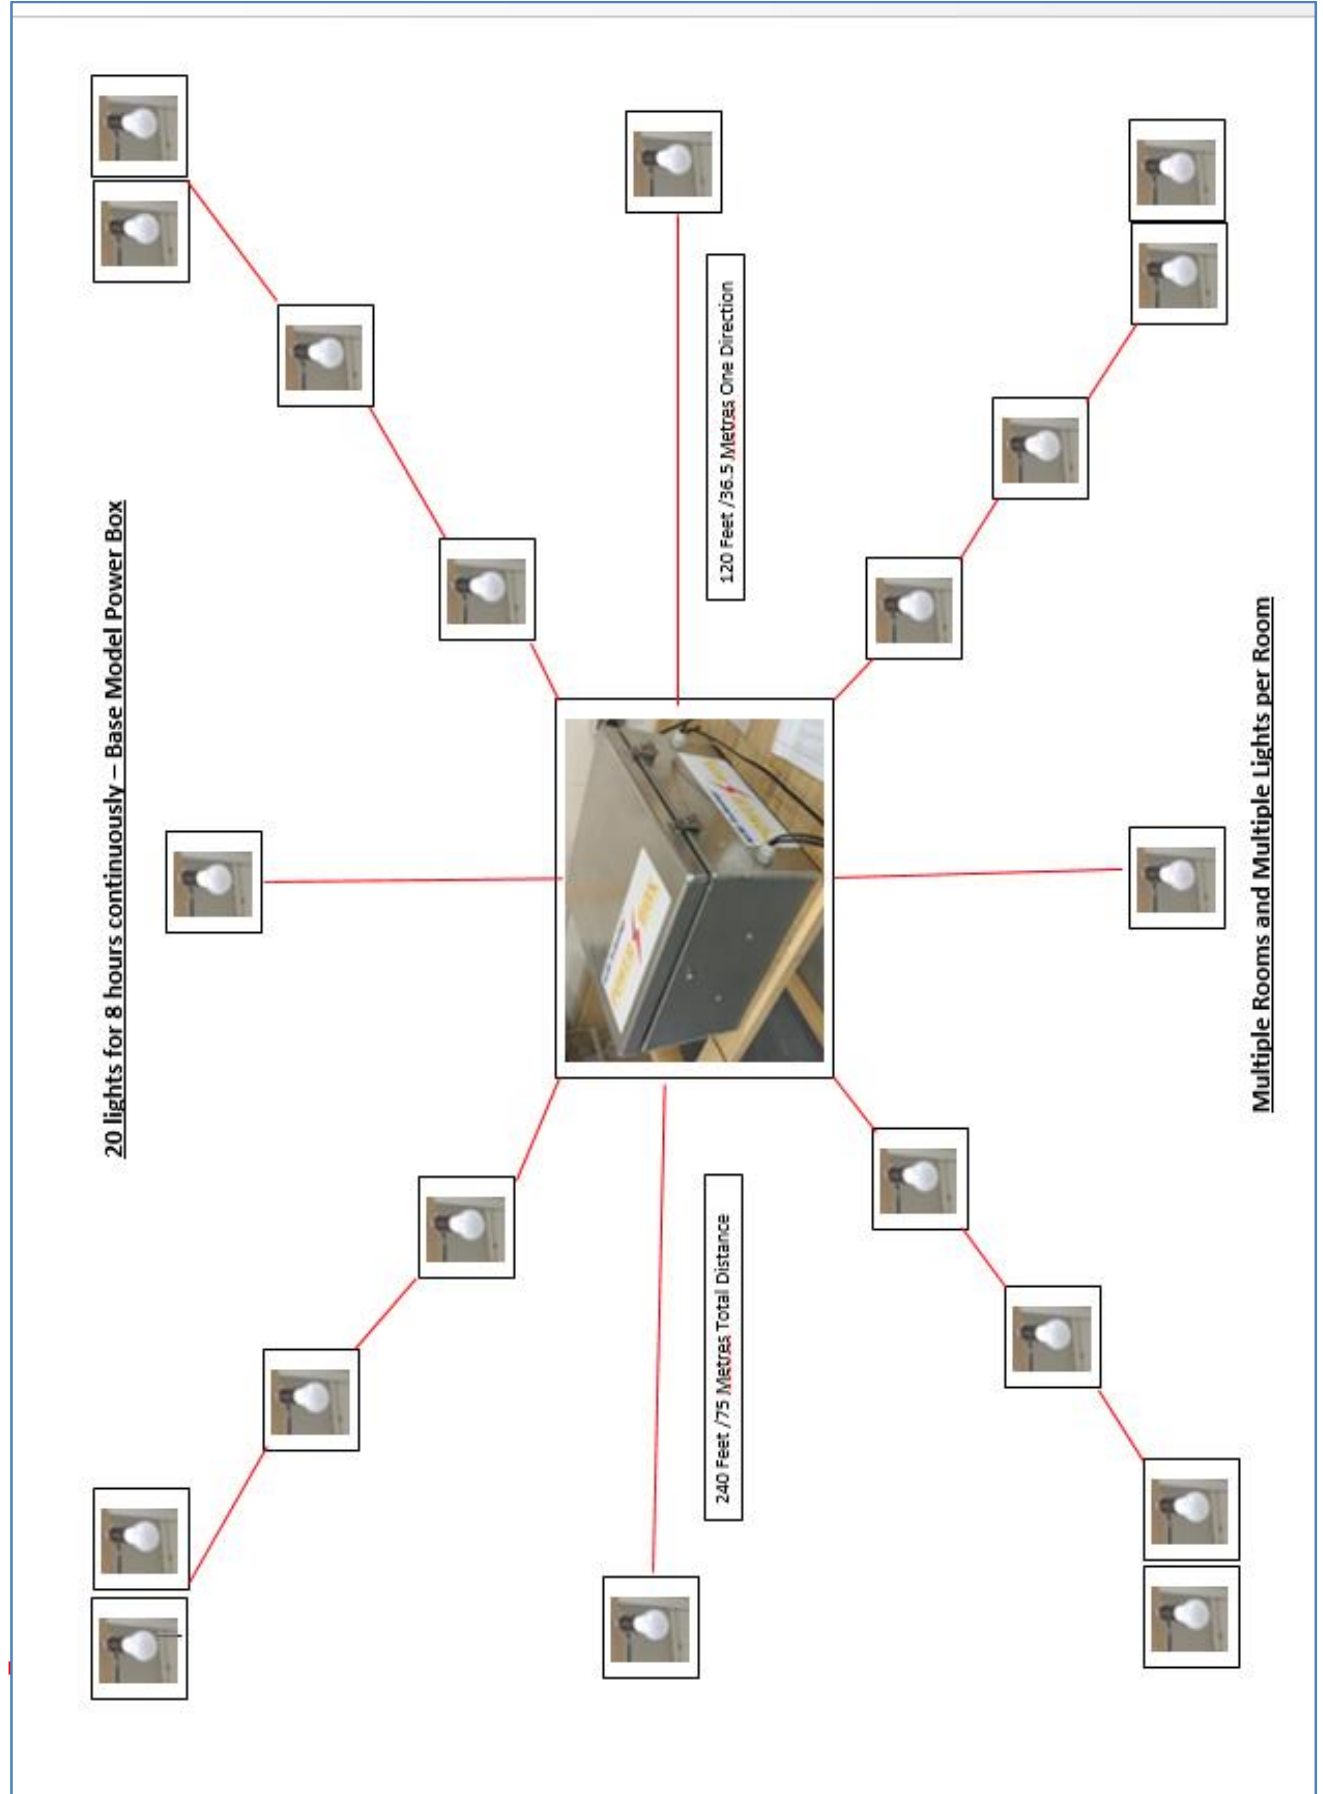 20 lights for 8 hours continuously – Base Model Power Box
240 Feet /75 Metres Total Distance
120 Feet /36.5 Metres One Direction
Multiple Rooms and Multiple Lights per Room